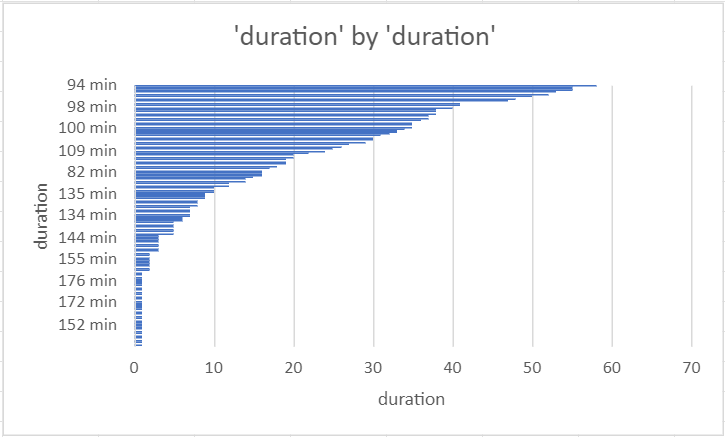 'duration' by 'duration'
94 min
98 min
100 min
109 min
82 min
135 min
134 min
144 min
155 min
176 min
172 min
152 min
duration
0 10 20 30 40 50 60 70
duration